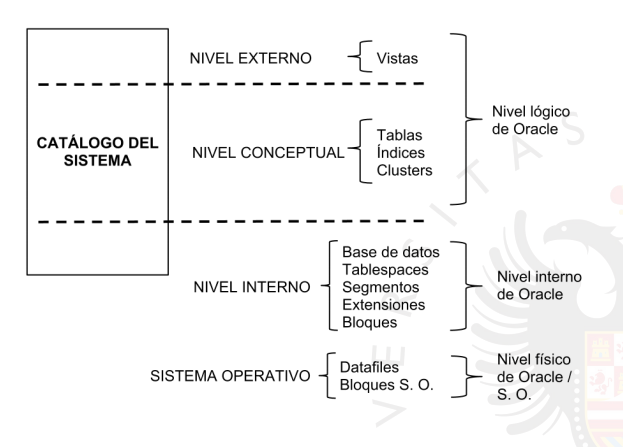 NIVEL EXTERNO
Vistas
CATÁLOGO DEL
SISTEMA
NIVEL CONCEPTUAL
Tablas
Índices
Clusters
Nivel lógico
de Oracle
NIVEL INTERNO
Base de datos
Tablespaces
Segmentos
Extensiones
Bloques
Nivel interno
de Oracle
SISTEMA OPERATIVO
Datafiles
Bloques S. O.
Nivel físico
de Oracle /
S. O.
VERSITAS